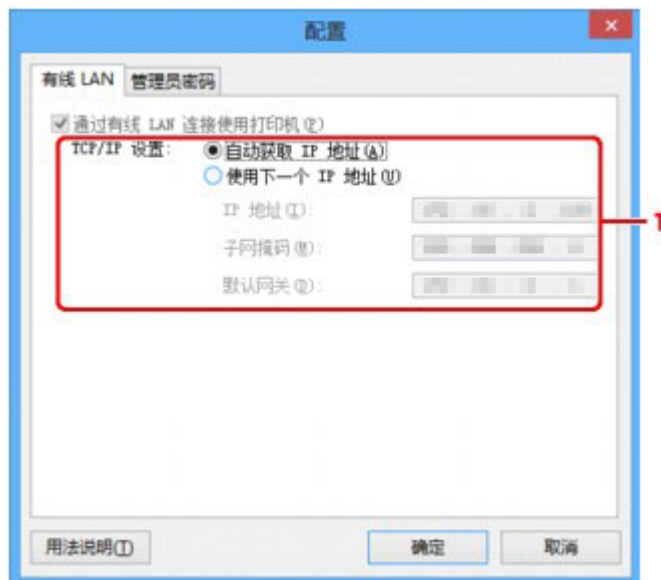 配置
有线 LAN 管理员密码
通过有线 LAN 连接使用打印机(P)
TCP/IP 设置: 自动获取 IP 地址(A)
使用下一个 IP 地址(U)
1
IP 地址(I):
子网掩码(M):
默认网关(D):
用法说明(T) 确定 取消